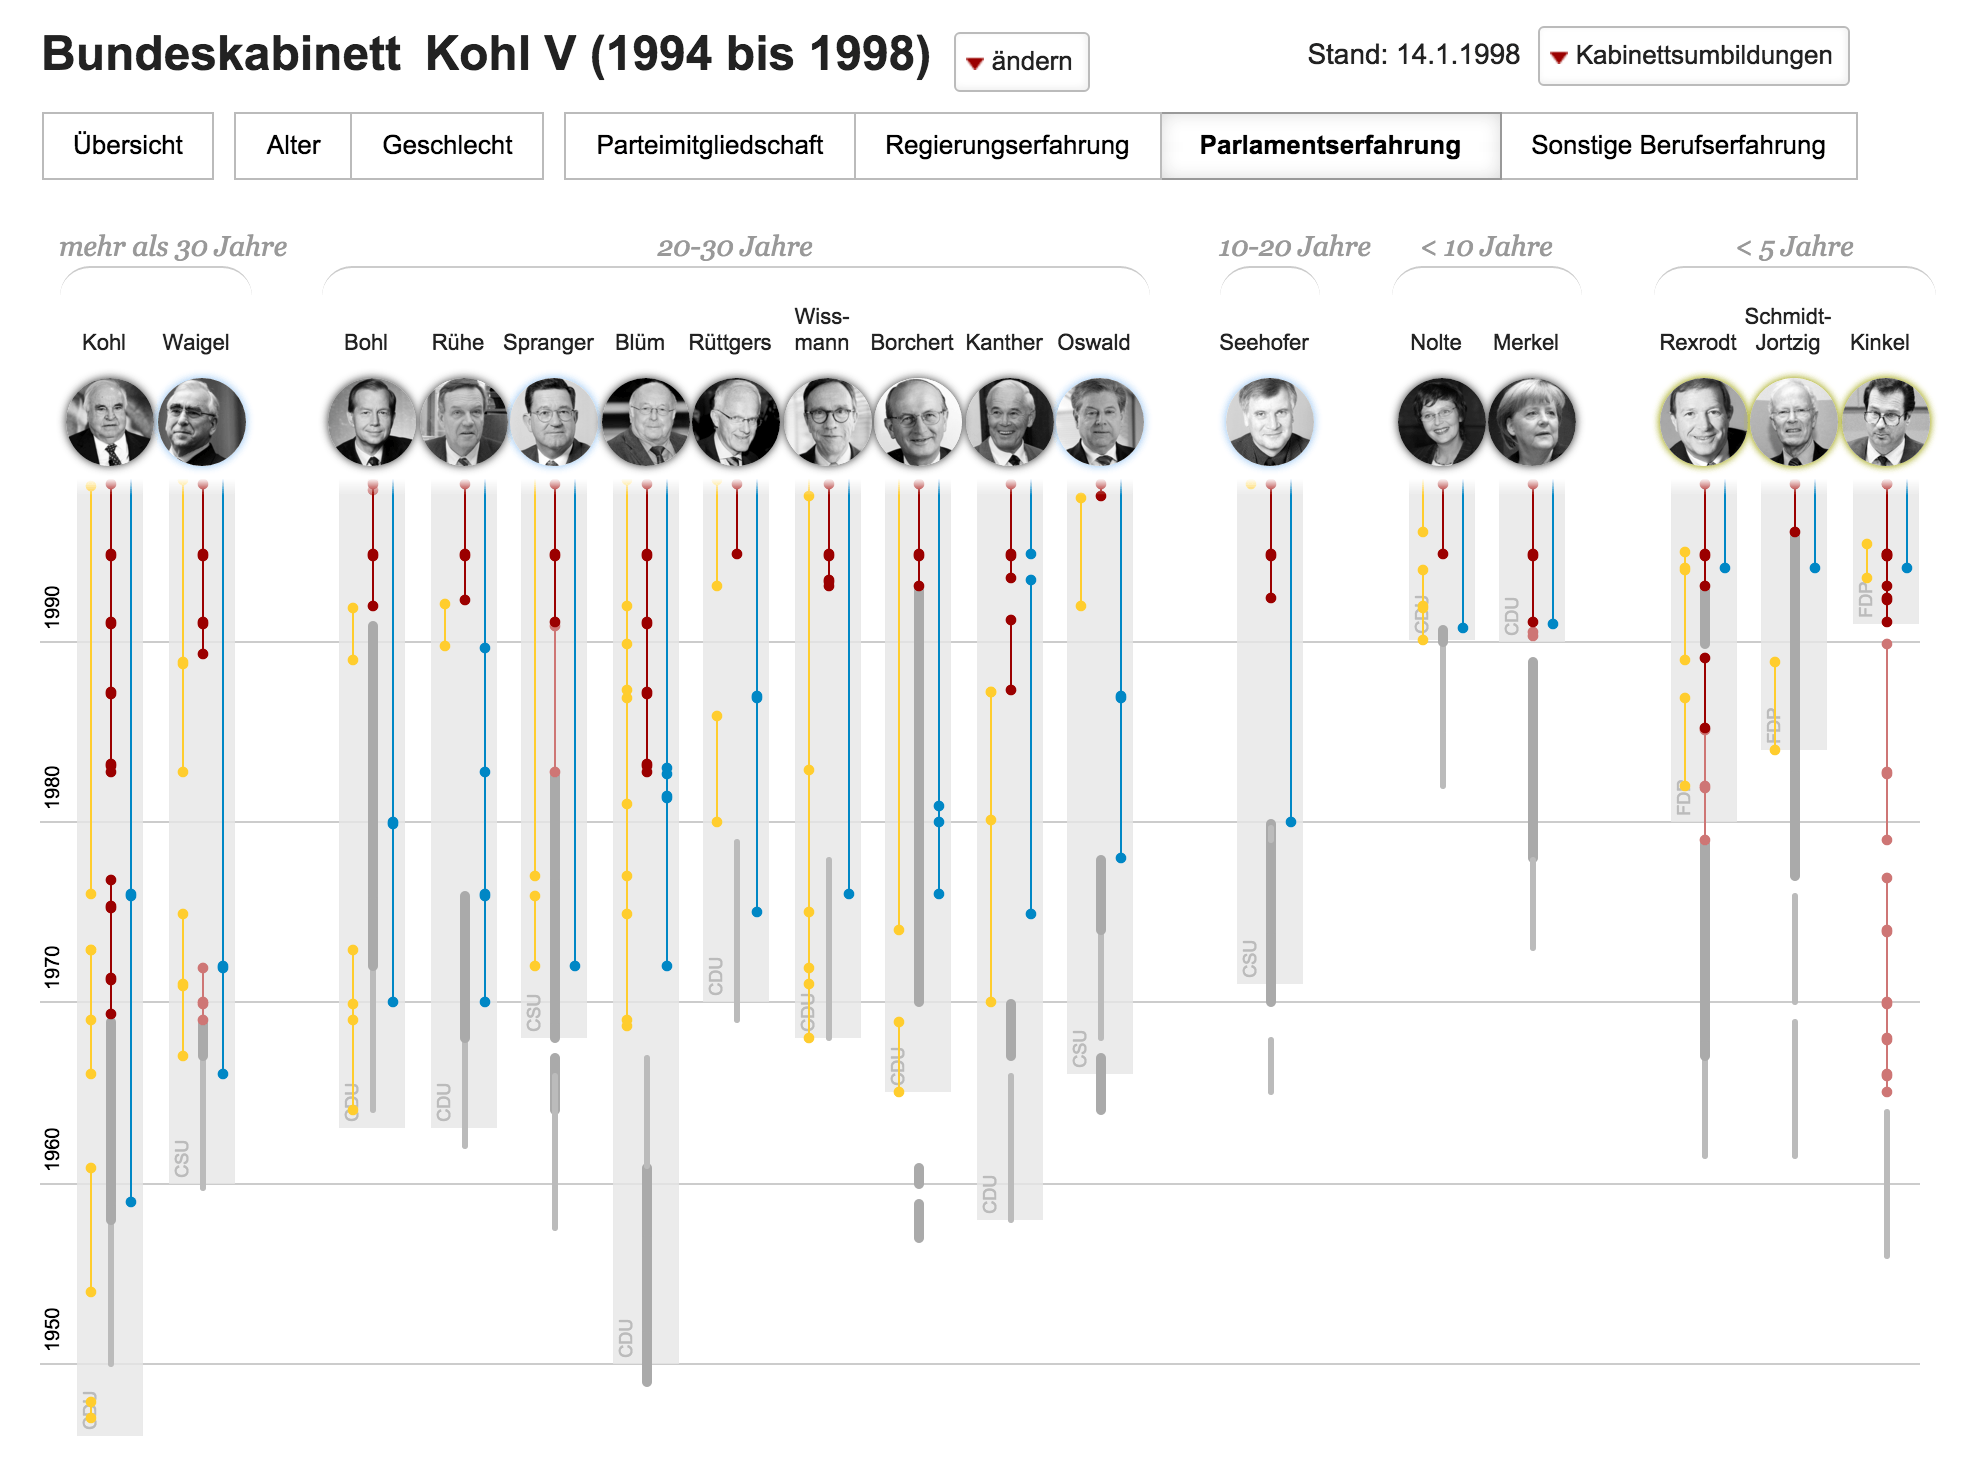 Bundeskabinett Kohl V (1994 bis 1998)
ändern
Stand: 14.1.1998
Kabinettsumbildungen
Übersicht
Alter
Geschlecht
Parteimitgliedschaft
Regierungserfahrung
Parlamentserfahrung
Sonstige Berufserfahrung
mehr als 30 Jahre
20-30 Jahre
10-20 Jahre
< 10 Jahre
< 5 Jahre
Kohl
Waigel
Bohl
Rühe
Spranger
Blüm
Rüttgers
Wiss-
mann
Borchert
Kanther
Oswald
Seehofer
Nolte
Merkel
Rexrodt
Schmidt-
Jortzig
Kinkel
1990
1980
1970
1960
1950
CDU
CSU
CDU
CDU
CSU
CDU
CDU
CDU
CDU
CDU
CSU
CSU
CDU
CDU
FDP
FDP
FDP